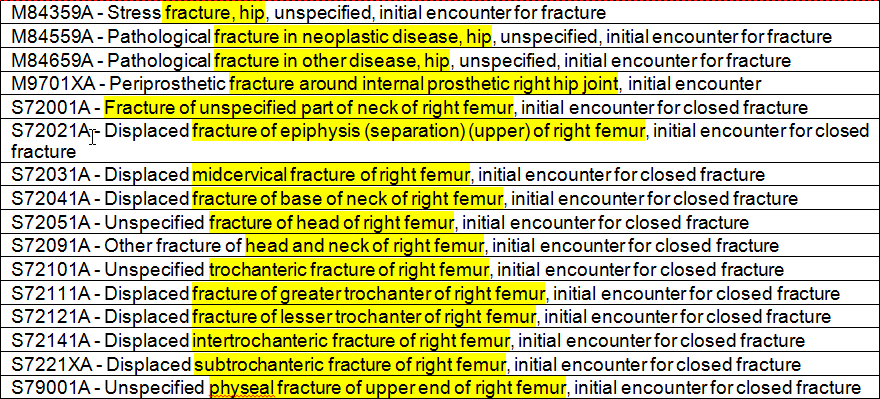 M84359A - Stress fracture, hip, unspecified, initial encounter for fracture
M84559A - Pathological fracture in neoplastic disease, hip, unspecified, initial encounter for fracture
M84659A - Pathological fracture in other disease, hip, unspecified, initial encounter for fracture
M9701XA - Periprosthetic fracture around internal prosthetic right hip joint, initial encounter
S72001A - Fracture of unspecified part of neck of right femur, initial encounter for closed fracture
S72021A - Displaced fracture of epiphysis (separation) (upper) of right femur, initial encounter for closed
fracture
S72031A - Displaced midcervical fracture of right femur, initial encounter for closed fracture
S72041A - Displaced fracture of base of neck of right femur, initial encounter for closed fracture
S72051A - Unspecified fracture of head of right femur, initial encounter for closed fracture
S72091A - Other fracture of head and neck of right femur, initial encounter for closed fracture
S72101A - Unspecified trochanteric fracture of right femur, initial encounter for closed fracture
S72111A - Displaced fracture of greater trochanter of right femur, initial encounter for closed fracture
S72121A - Displaced fracture of lesser trochanter of right femur, initial encounter for closed fracture
S72141A - Displaced intertrochanteric fracture of right femur, initial encounter for closed fracture
S7221XA - Displaced subtrochanteric fracture of right femur, initial encounter for closed fracture
S79001A - Unspecified physeal fracture of upper end of right femur, initial encounter for closed fracture